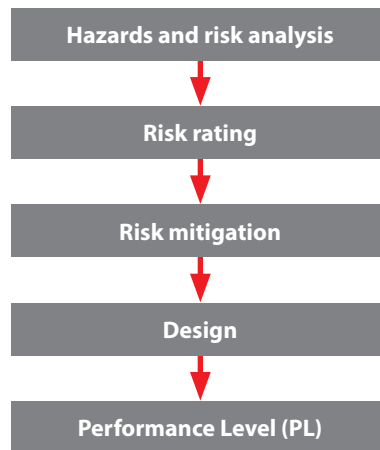 Hazards and risk analysis
Risk rating
Risk mitigation
Design
Performance Level (PL)